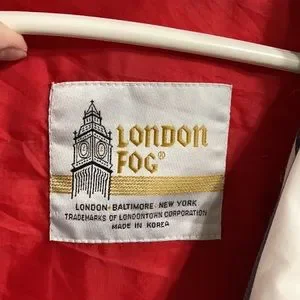 LONDON
FOG®
LONDON · BALTIMORE · NEW YORK
TRADEMARKS OF LONDONTOWN CORPORATION
MADE IN KOREA